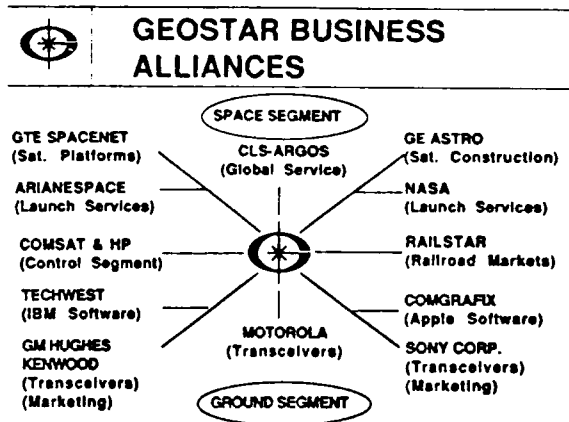 GEOSTAR BUSINESS
ALLIANCES
SPACE SEGMENT
GTE SPACENET
(Sat. Platforms)
CLS-ARGOS
(Global Service)
GE ASTRO
(Sat. Construction)
ARIANESPACE
(Launch Services)
NASA
(Launch Services)
COMSAT & HP
(Control Segment)
RAILSTAR
(Railroad Markets)
TECHWEST
(IBM Software)
COMGRAFIX
(Apple Software)
GM HUGHES
KENWOOD
(Transceivers)
(Marketing)
MOTOROLA
(Transceivers)
SONY CORP.
(Transceivers)
(Marketing)
GROUND SEGMENT